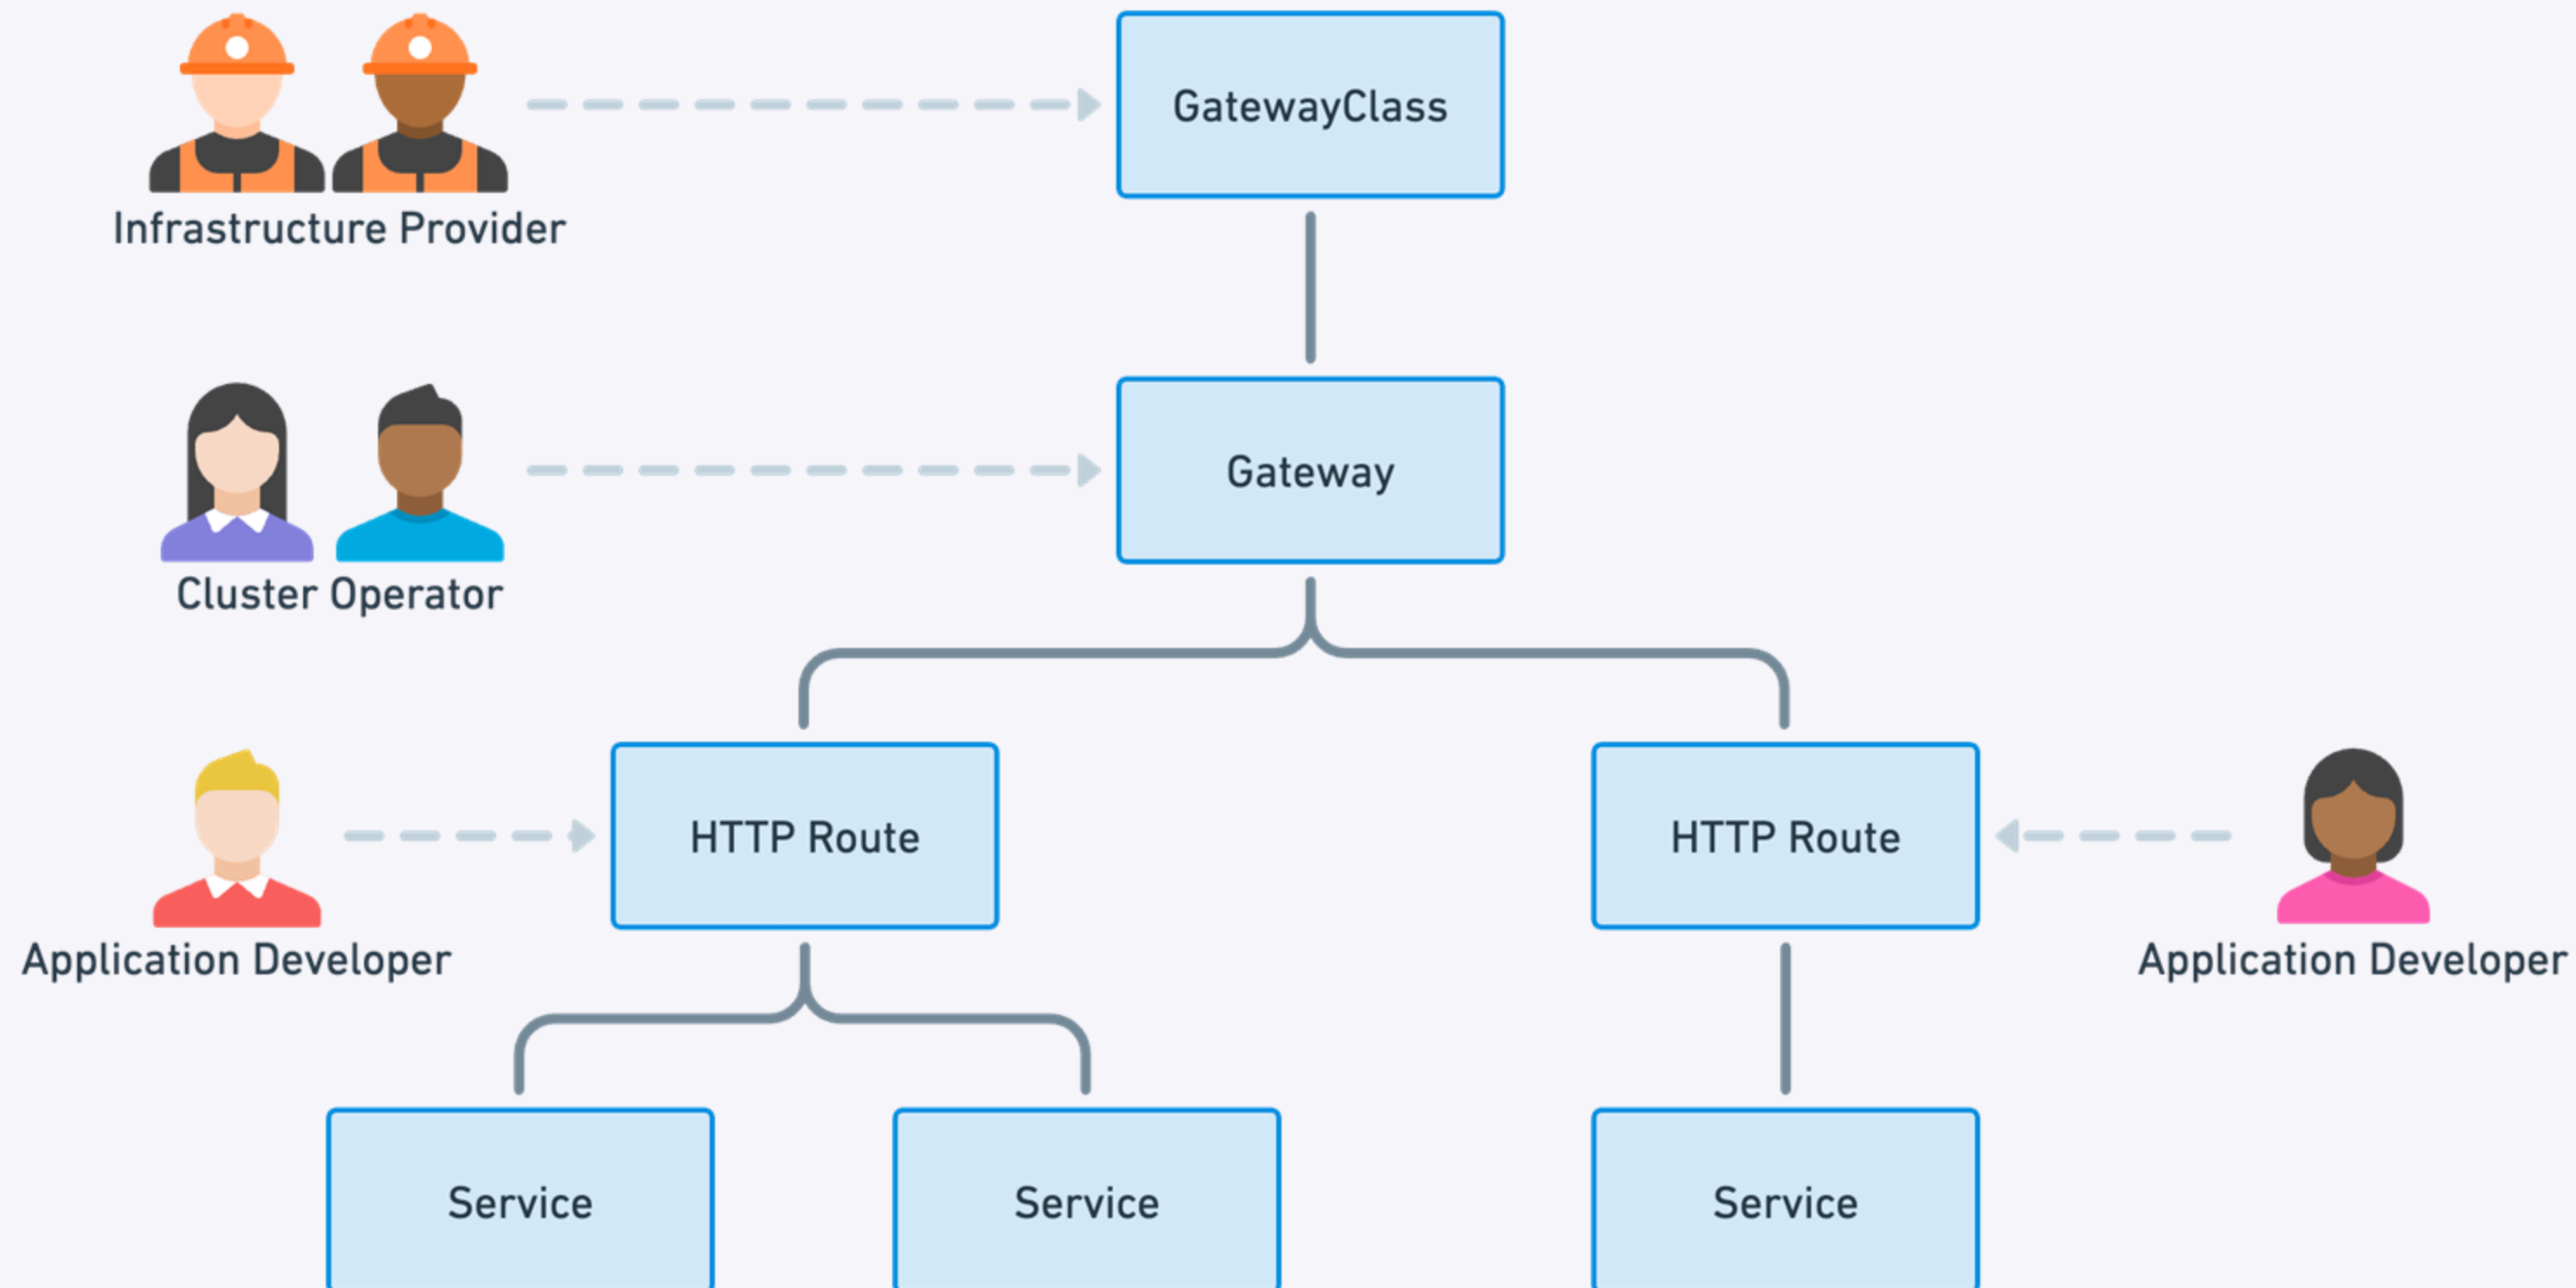 GatewayClass
Infrastructure Provider
Gateway
Cluster Operator
HTTP Route
HTTP Route
Application Developer
Application Developer
Service
Service
Service